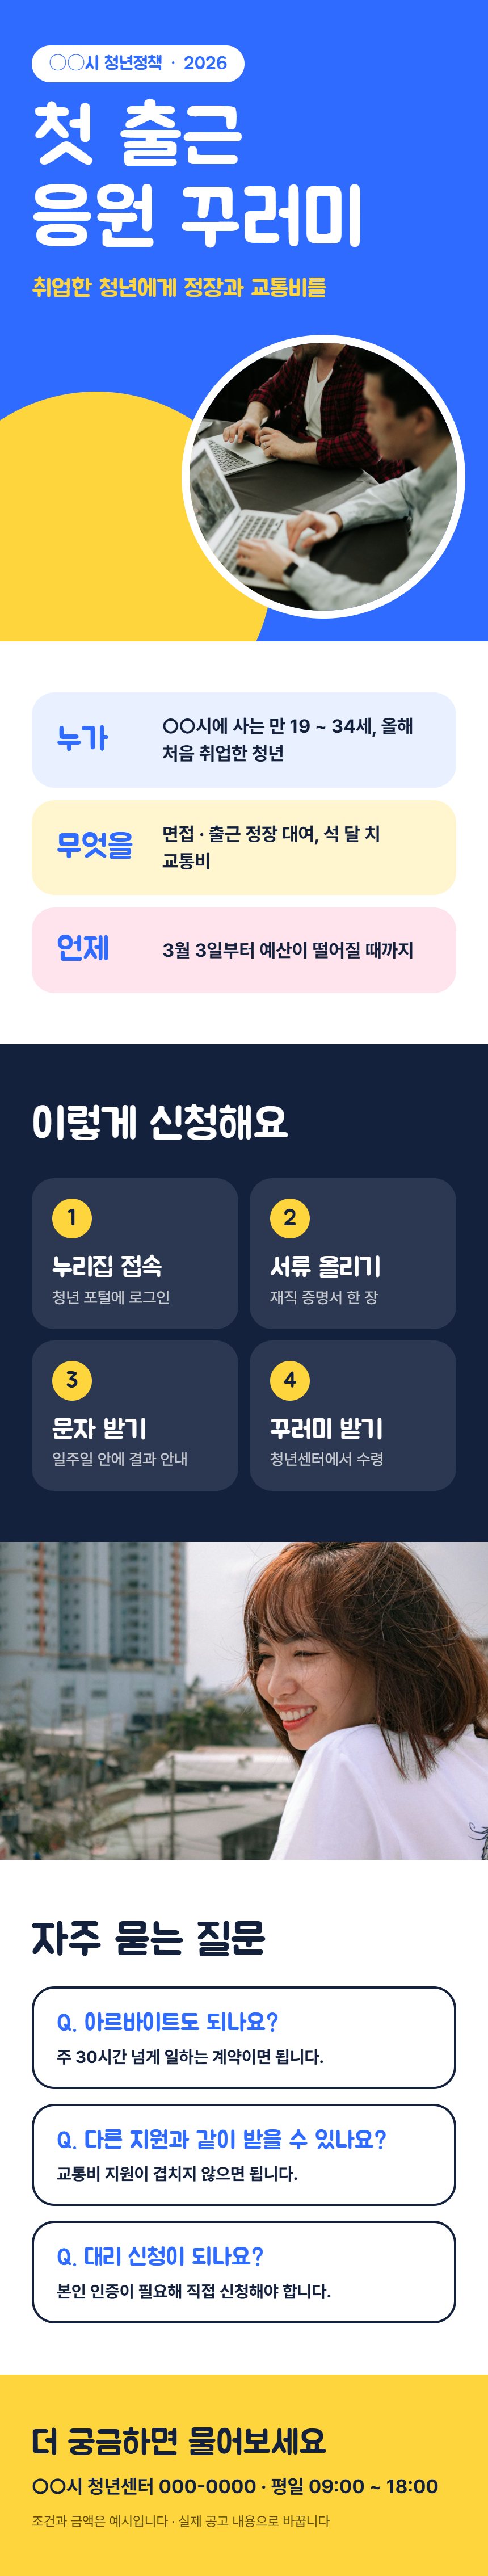 ○○시 청년정책 · 2026
첫 출근
응원 꾸러미
취업한 청년에게 정장과 교통비를
누가
○○시에 사는 만 19 ~ 34세, 올해
처음 취업한 청년
무엇을
면접 · 출근 정장 대여, 석 달 치
교통비
언제
3월 3일부터 예산이 떨어질 때까지
이렇게 신청해요
1
누리집 접속
청년 포털에 로그인
2
서류 올리기
재직 증명서 한 장
3
문자 받기
일주일 안에 결과 안내
4
꾸러미 받기
청년센터에서 수령
자주 묻는 질문
Q. 아르바이트도 되나요?
주 30시간 넘게 일하는 계약이면 됩니다.
Q. 다른 지원과 같이 받을 수 있나요?
교통비 지원이 겹치지 않으면 됩니다.
Q. 대리 신청이 되나요?
본인 인증이 필요해 직접 신청해야 합니다.
더 궁금하면 물어보세요
○○시 청년센터 000-0000 · 평일 09:00 ~ 18:00
조건과 금액은 예시입니다 · 실제 공고 내용으로 바꿉니다